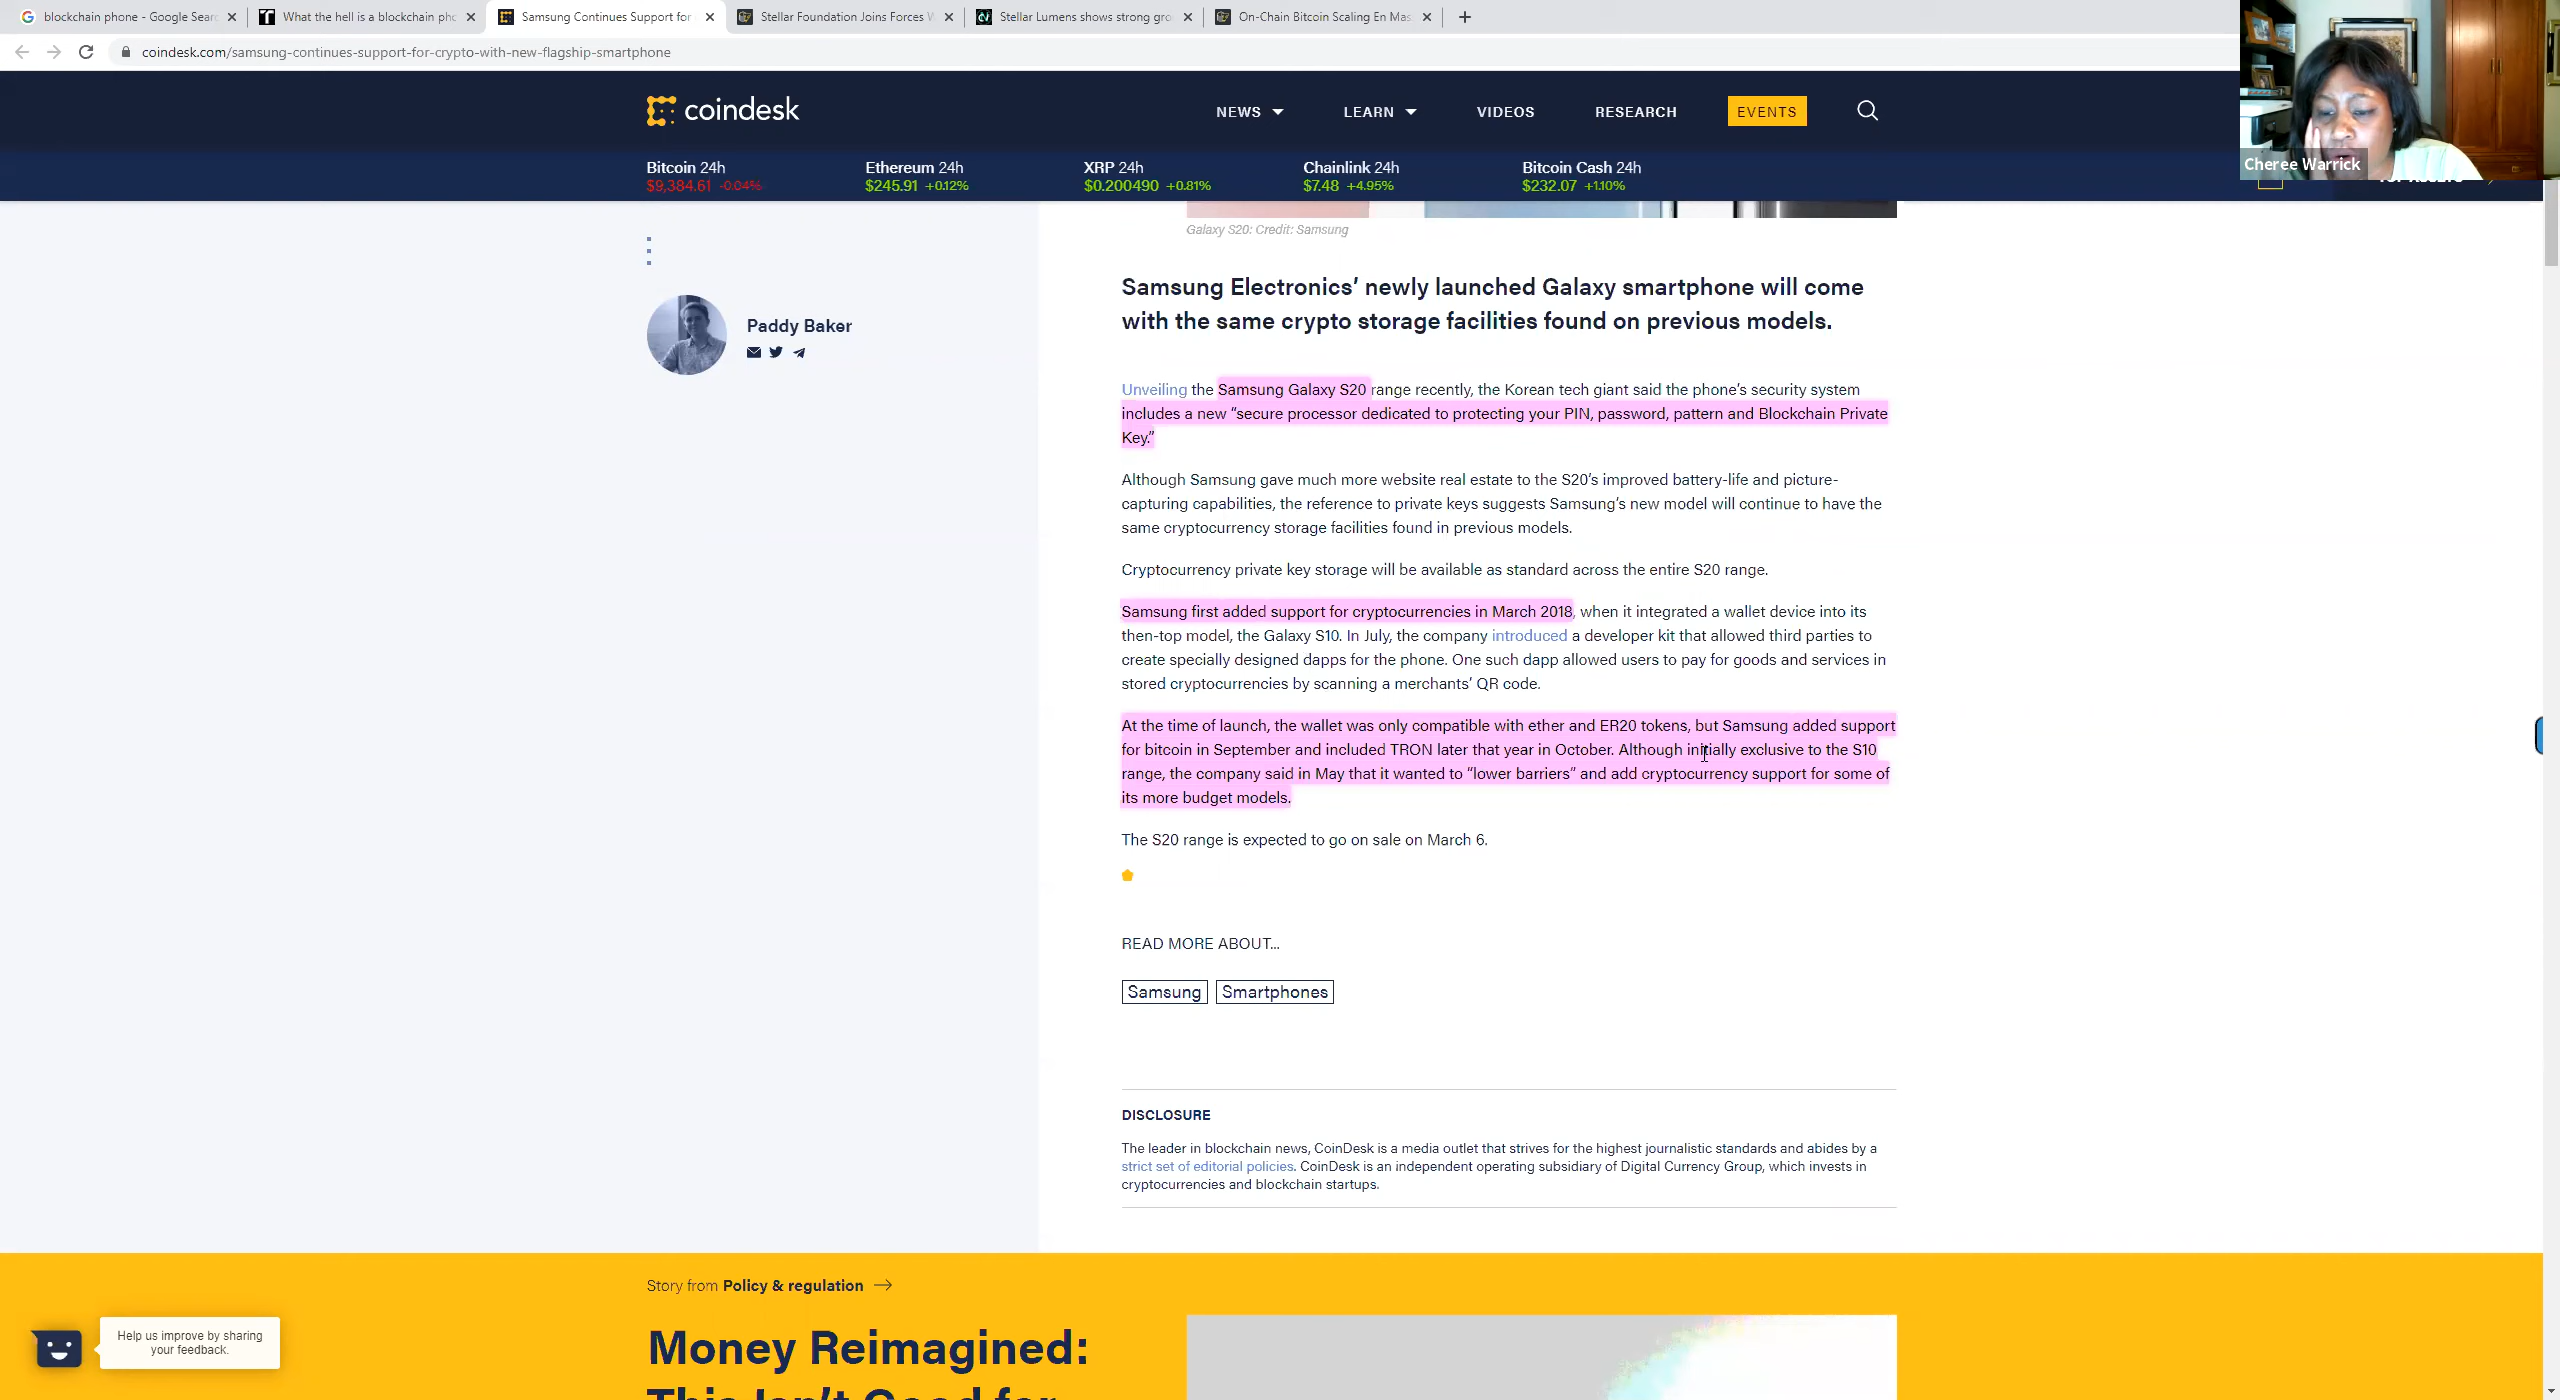 blockchain phone - Google Sear
What the hell is a blockchain pho
Samsung Continues Support for
Stellar Foundation Joins Forces W
Stellar Lumens shows strong gro
On-Chain Bitcoin Scaling En Mas
coindesk.com/samsung-continues-support-for-crypto-with-new-flagship-smartphone
coindesk
NEWS
LEARN
VIDEOS
RESEARCH
EVENTS
Cheree Warrick
Bitcoin 24h
$9,384.61 -0.04%
Ethereum 24h
$245.91 +0.12%
XRP 24h
$0.200490 +0.81%
Chainlink 24h
$7.48 +4.95%
Bitcoin Cash 24h
$232.07 +1.10%
Paddy Baker
Galaxy S20: Credit: Samsung
Samsung Electronics’ newly launched Galaxy smartphone will come
with the same crypto storage facilities found on previous models.
Unveiling the Samsung Galaxy S20 range recently, the Korean tech giant said the phone’s security system
includes a new “secure processor dedicated to protecting your PIN, password, pattern and Blockchain Private
Key.”
Although Samsung gave much more website real estate to the S20’s improved battery-life and picture-
capturing capabilities, the reference to private keys suggests Samsung’s new model will continue to have the
same cryptocurrency storage facilities found in previous models.
Cryptocurrency private key storage will be available as standard across the entire S20 range.
Samsung first added support for cryptocurrencies in March 2018, when it integrated a wallet device into its
then-top model, the Galaxy S10. In July, the company introduced a developer kit that allowed third parties to
create specially designed dapps for the phone. One such dapp allowed users to pay for goods and services in
stored cryptocurrencies by scanning a merchants’ QR code.
At the time of launch, the wallet was only compatible with ether and ER20 tokens, but Samsung added support
for bitcoin in September and included TRON later that year in October. Although initially exclusive to the S10
range, the company said in May that it wanted to “lower barriers” and add cryptocurrency support for some of
its more budget models.
The S20 range is expected to go on sale on March 6.
READ MORE ABOUT...
Samsung
Smartphones
DISCLOSURE
The leader in blockchain news, CoinDesk is a media outlet that strives for the highest journalistic standards and abides by a
strict set of editorial policies. CoinDesk is an independent operating subsidiary of Digital Currency Group, which invests in
cryptocurrencies and blockchain startups.
Story from Policy & regulation
Help us improve by sharing
your feedback.
Money Reimagined:
This Isn’t Good for